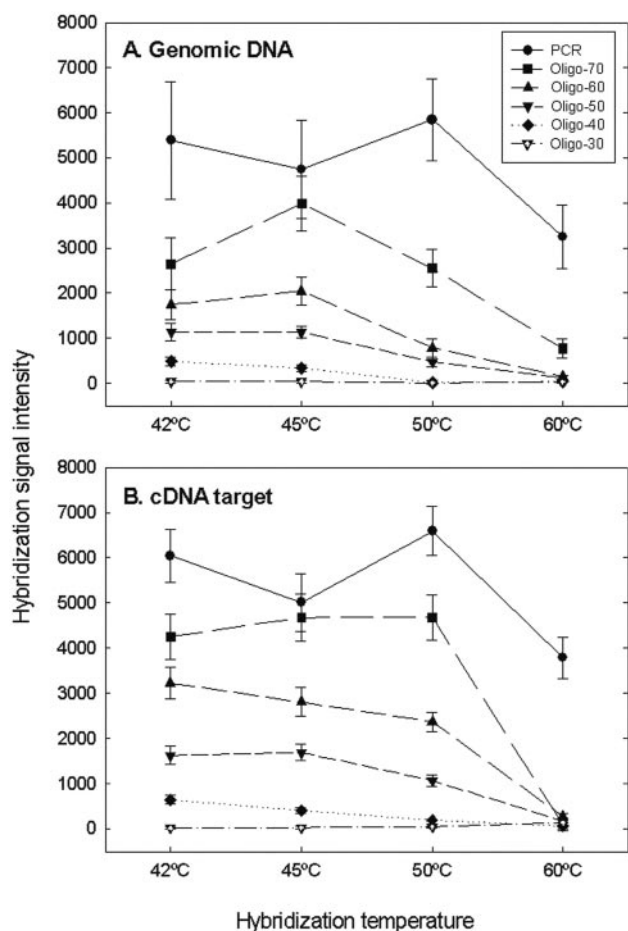 8000
A. Genomic DNA
7000
6000
5000
4000
3000
2000
1000
0
PCR
Oligo-70
Oligo-60
Oligo-50
Oligo-40
Oligo-30
42ºC 45ºC 50ºC 60ºC
Hybridization signal intensity
8000
B. cDNA target
7000
6000
5000
4000
3000
2000
1000
0
42ºC 45ºC 50ºC 60ºC
Hybridization temperature